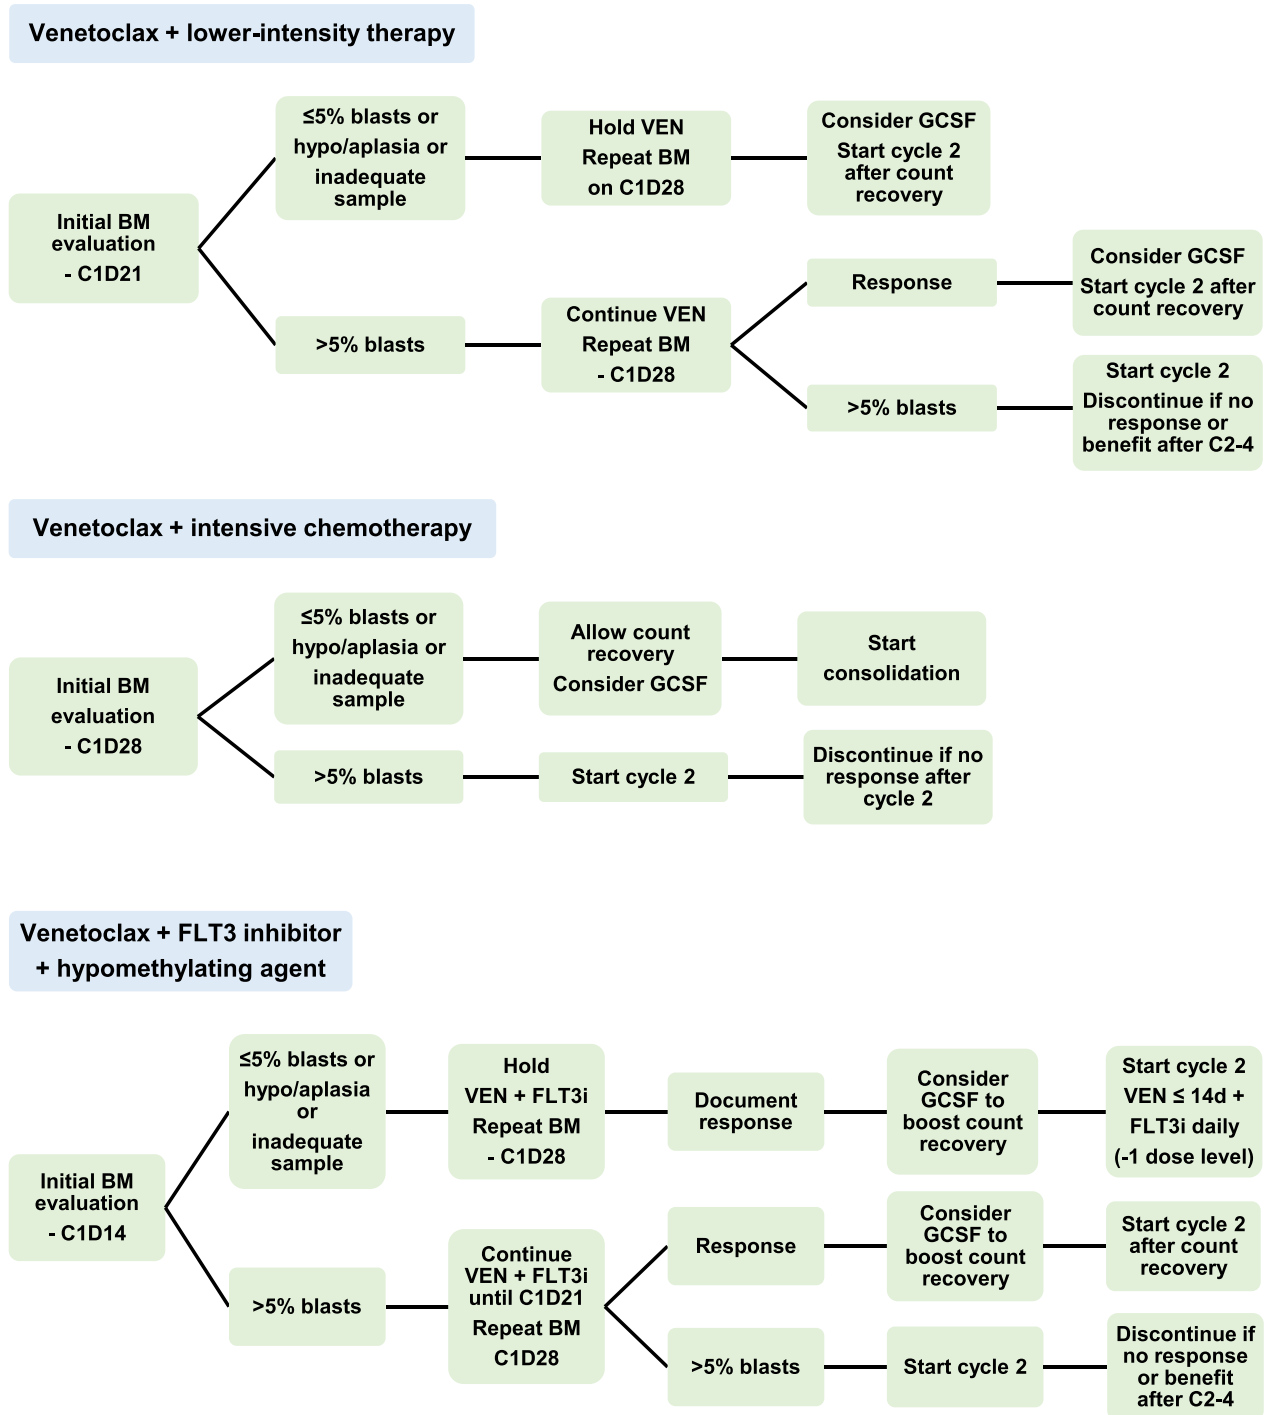 Venetoclax + lower-intensity therapy
Initial BM
evaluation
- C1D21
≤5% blasts or
hypo/aplasia or
inadequate
sample
Hold VEN
Repeat BM
on C1D28
Consider GCSF
Start cycle 2
after count
recovery
>5% blasts
Continue VEN
Repeat BM
- C1D28
Response
Consider GCSF
Start cycle 2 after
count recovery
>5% blasts
Start cycle 2
Discontinue if no
response or
benefit after C2-4
Venetoclax + intensive chemotherapy
Initial BM
evaluation
- C1D28
≤5% blasts or
hypo/aplasia or
inadequate
sample
Allow count
recovery
Consider GCSF
Start
consolidation
>5% blasts
Start cycle 2
Discontinue if no
response after
cycle 2
Venetoclax + FLT3 inhibitor
+ hypomethylating agent
Initial BM
evaluation
- C1D14
≤5% blasts or
hypo/aplasia
or
inadequate
sample
Hold
VEN + FLT3i
Repeat BM
- C1D28
Document
response
Consider
GCSF to
boost count
recovery
Start cycle 2
VEN ≤ 14d +
FLT3i daily
(-1 dose level)
>5% blasts
Continue
VEN + FLT3i
until C1D21
Repeat BM
C1D28
Response
Consider
GCSF to
boost count
recovery
Start cycle 2
after count
recovery
>5% blasts
Start cycle 2
Discontinue if
no response
or benefit
after C2-4